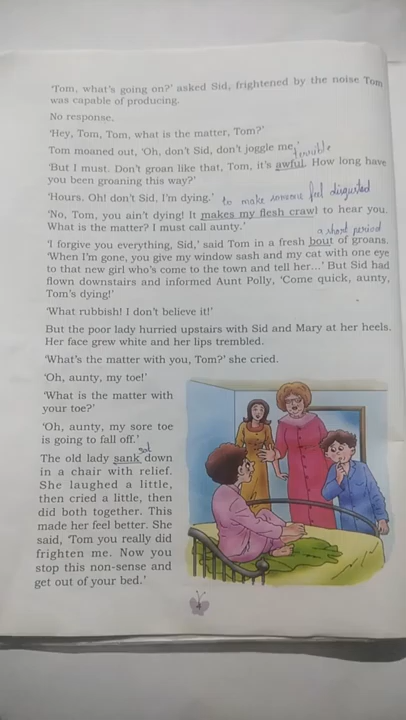 'Tom, what's going on?' asked Sid, frightened by the noise Tom
was capable of producing.
No response.
'Hey, Tom, Tom, what is the matter, Tom?'
Tom moaned out, 'Oh, don't Sid, don't joggle me.'
terrible
'But I must. Don't groan like that, Tom, it's awful. How long have
you been groaning this way?'
'Hours. Oh! don't Sid, I'm dying.'
to make someone feel disgusted
'No, Tom, you ain't dying! It makes my flesh crawl to hear you.
What is the matter? I must call aunty.'
a short period
'I forgive you everything, Sid,' said Tom in a fresh bout of groans.
'When I'm gone, you give my window sash and my cat with one eye
to that new girl who's come to the town and tell her...' But Sid had
flown downstairs and informed Aunt Polly, 'Come quick, aunty,
Tom's dying!'
'What rubbish! I don't believe it!'
But the poor lady hurried upstairs with Sid and Mary at her heels.
Her face grew white and her lips trembled.
'What's the matter with you, Tom?' she cried.
'Oh, aunty, my toe!'
'What is the matter with
your toe?'
'Oh, aunty, my sore toe
is going to fall off.'
sat
The old lady sank down
in a chair with relief.
She laughed a little,
then cried a little, then
did both together. This
made her feel better. She
said, 'Tom you really did
frighten me. Now you
stop this non-sense and
get out of your bed.'